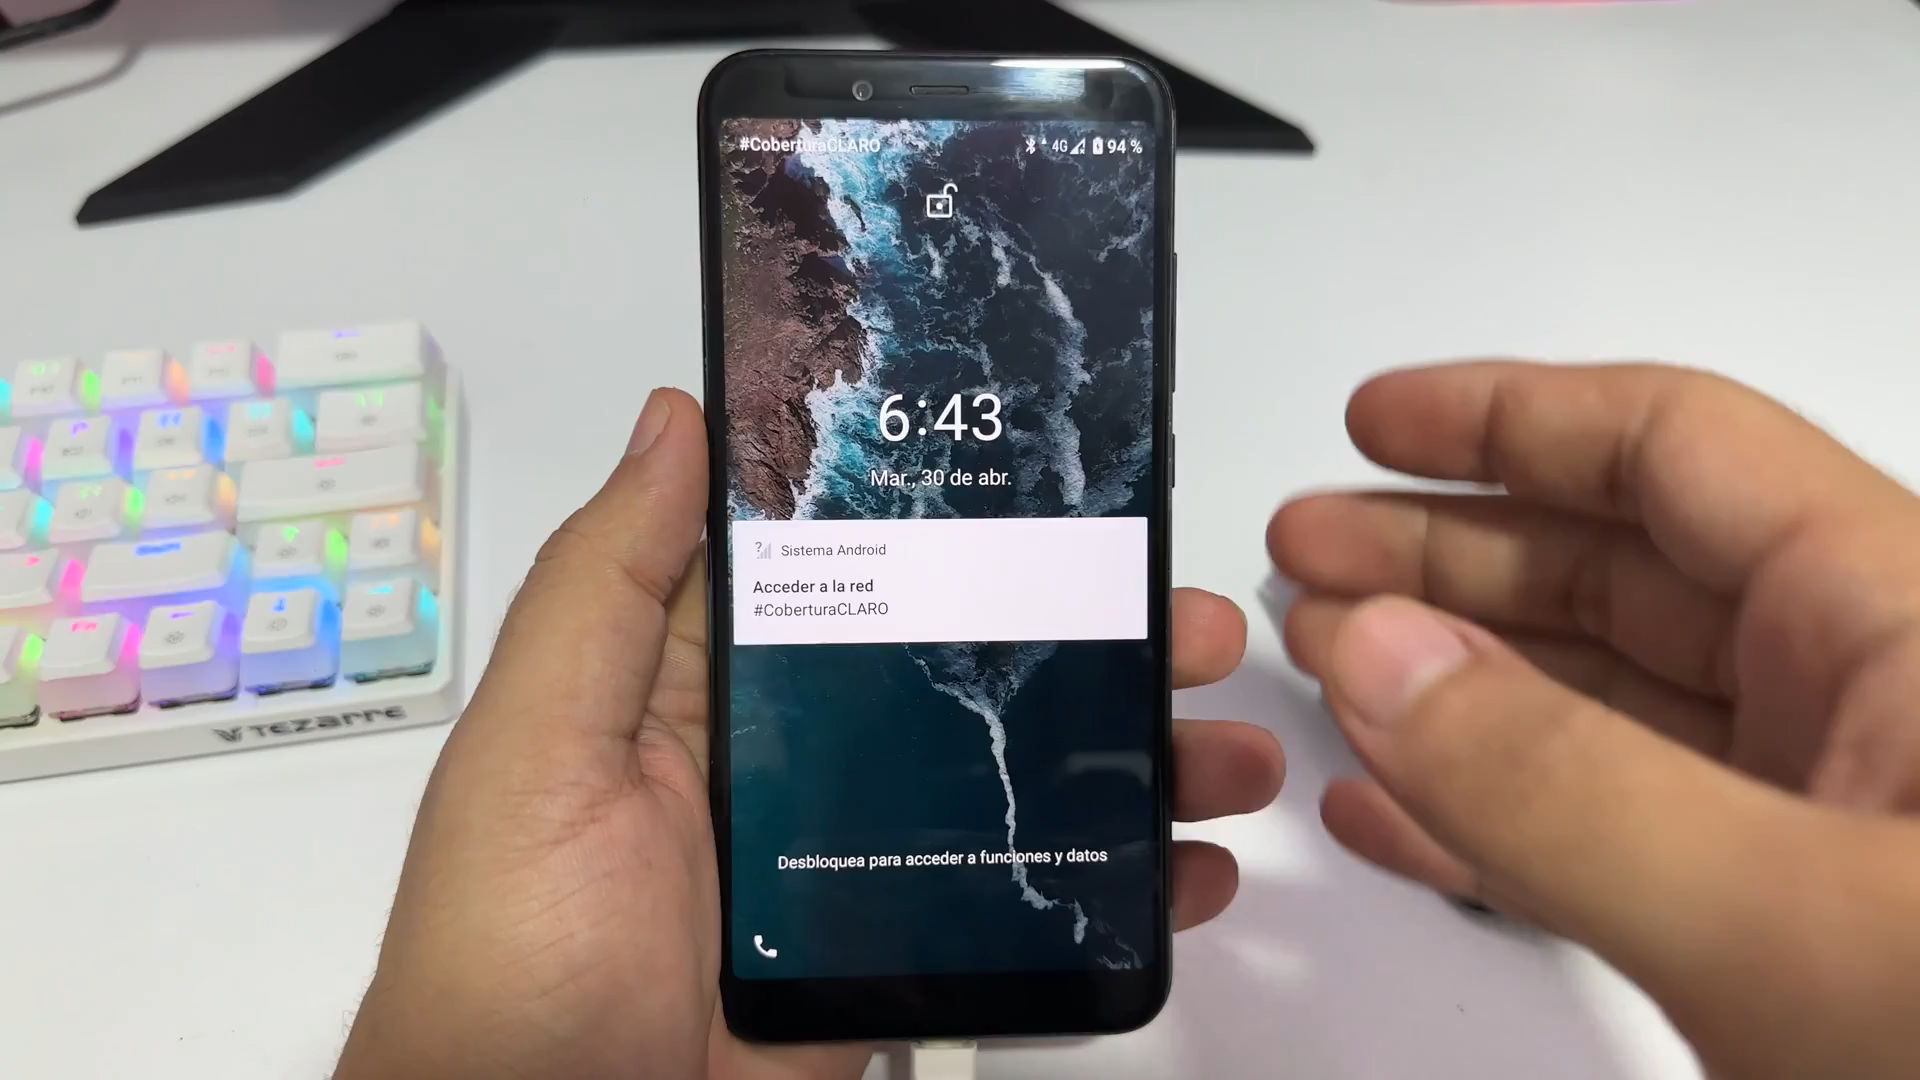 #CoberturaCLARO
4G 94 %
6:43
Mar., 30 de abr.
Sistema Android
Acceder a la red
#CoberturaCLARO
Desbloquea para acceder a funciones y datos
Fn
TEZARRE